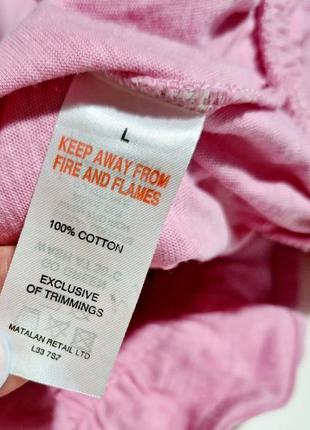 L
KEEP AWAY FROM
FIRE AND FLAMES
100% COTTON
EXCLUSIVE
OF TRIMMINGS
MATALAN RETAIL LTD
L33 7SZ